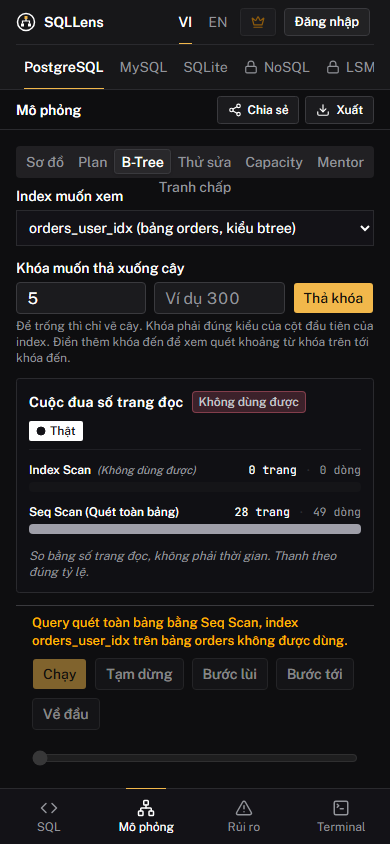 SQLLens VI EN Đăng nhập
PostgreSQL MySQL SQLite NoSQL LSM
Mô phỏng Chia sẻ Xuất
Sơ đồ Plan B-Tree Thử sửa Capacity Mentor
Tranh chấp
Index muốn xem
orders_user_idx (bảng orders, kiểu btree)
Khóa muốn thả xuống cây
5 Ví dụ 300 Thả khóa
Để trống thì chỉ vẽ cây. Khóa phải đúng kiểu của cột đầu tiên của
index. Điền thêm khóa đến để xem quét khoảng từ khóa trên tới
khóa đến.
Cuộc đua số trang đọc Không dùng được
Thật
Index Scan (Không dùng được) 0 trang · 0 dòng
Seq Scan (Quét toàn bảng) 28 trang · 49 dòng
So bằng số trang đọc, không phải thời gian. Thanh theo
đúng tỷ lệ.
Query quét toàn bảng bằng Seq Scan, index
orders_user_idx trên bảng orders không được dùng.
Chạy Tạm dừng Bước lùi Bước tới
Về đầu
SQL Mô phỏng Rủi ro Terminal